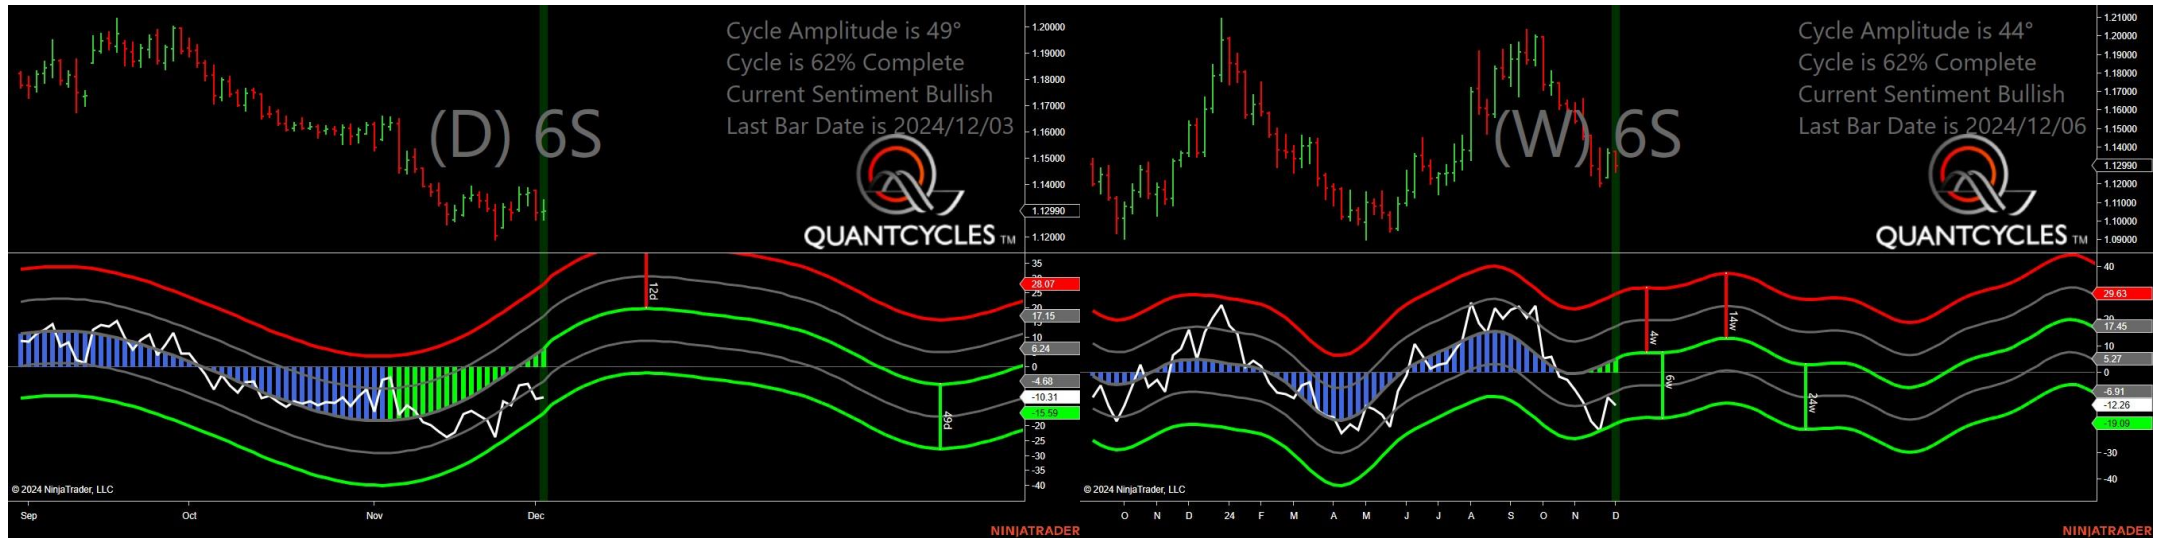 Cycle Amplitude is 49°
Cycle is 62% Complete
Current Sentiment Bullish
Last Bar Date is 2024/12/03
(D) 6S
QUANTCYCLES TM
1.20000
1.19000
1.18000
1.17000
1.16000
1.15000
1.14000
1.12990
1.12000
35
28.07
25
20
17.15
15
10
6.24
0
-4.68
-10.31
-15.59
-20
-25
-30
-35
-40
© 2024 NinjaTrader, LLC
12d
49d
Sep
Oct
Nov
Dec
NINJATRADER
Cycle Amplitude is 44°
Cycle is 62% Complete
Current Sentiment Bullish
Last Bar Date is 2024/12/06
(W) 6S
QUANTCYCLES TM
1.21000
1.20000
1.19000
1.18000
1.17000
1.16000
1.15000
1.14000
1.12990
1.12000
1.11000
1.10000
1.09000
40
29.63
20
17.45
10
5.27
0
-6.91
-12.26
-19.09
-30
-40
4w
14w
6w
24w
© 2024 NinjaTrader, LLC
O
N
D
24
F
M
A
M
J
J
A
S
O
N
D
NINJATRADER